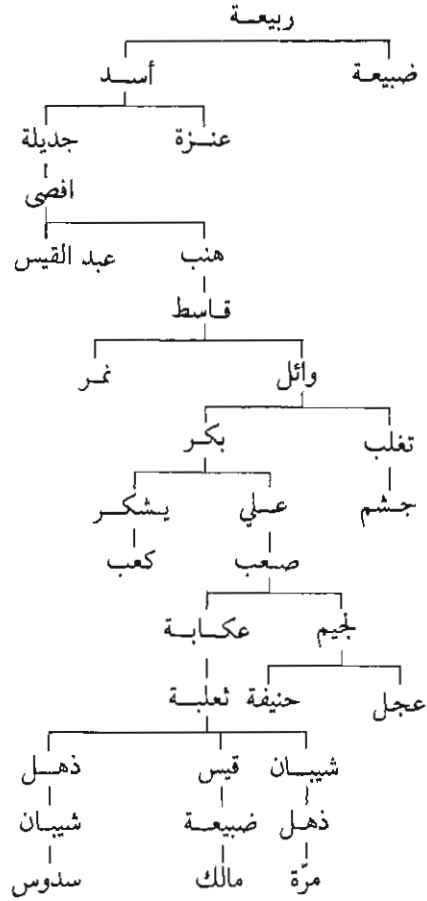 ربيعة
ضبيعة أسد
عنزة جديلة
افصى
هنب عبد القيس
قاسط
وائل نمر
تغلب بكر
جشم علي يشكر
صعب كعب
لجيم عكابة
عجل حنيفة ثعلبة
شيبان قيس ذهل
ذهل ضبيعة شيبان
مرّة مالك سدوس